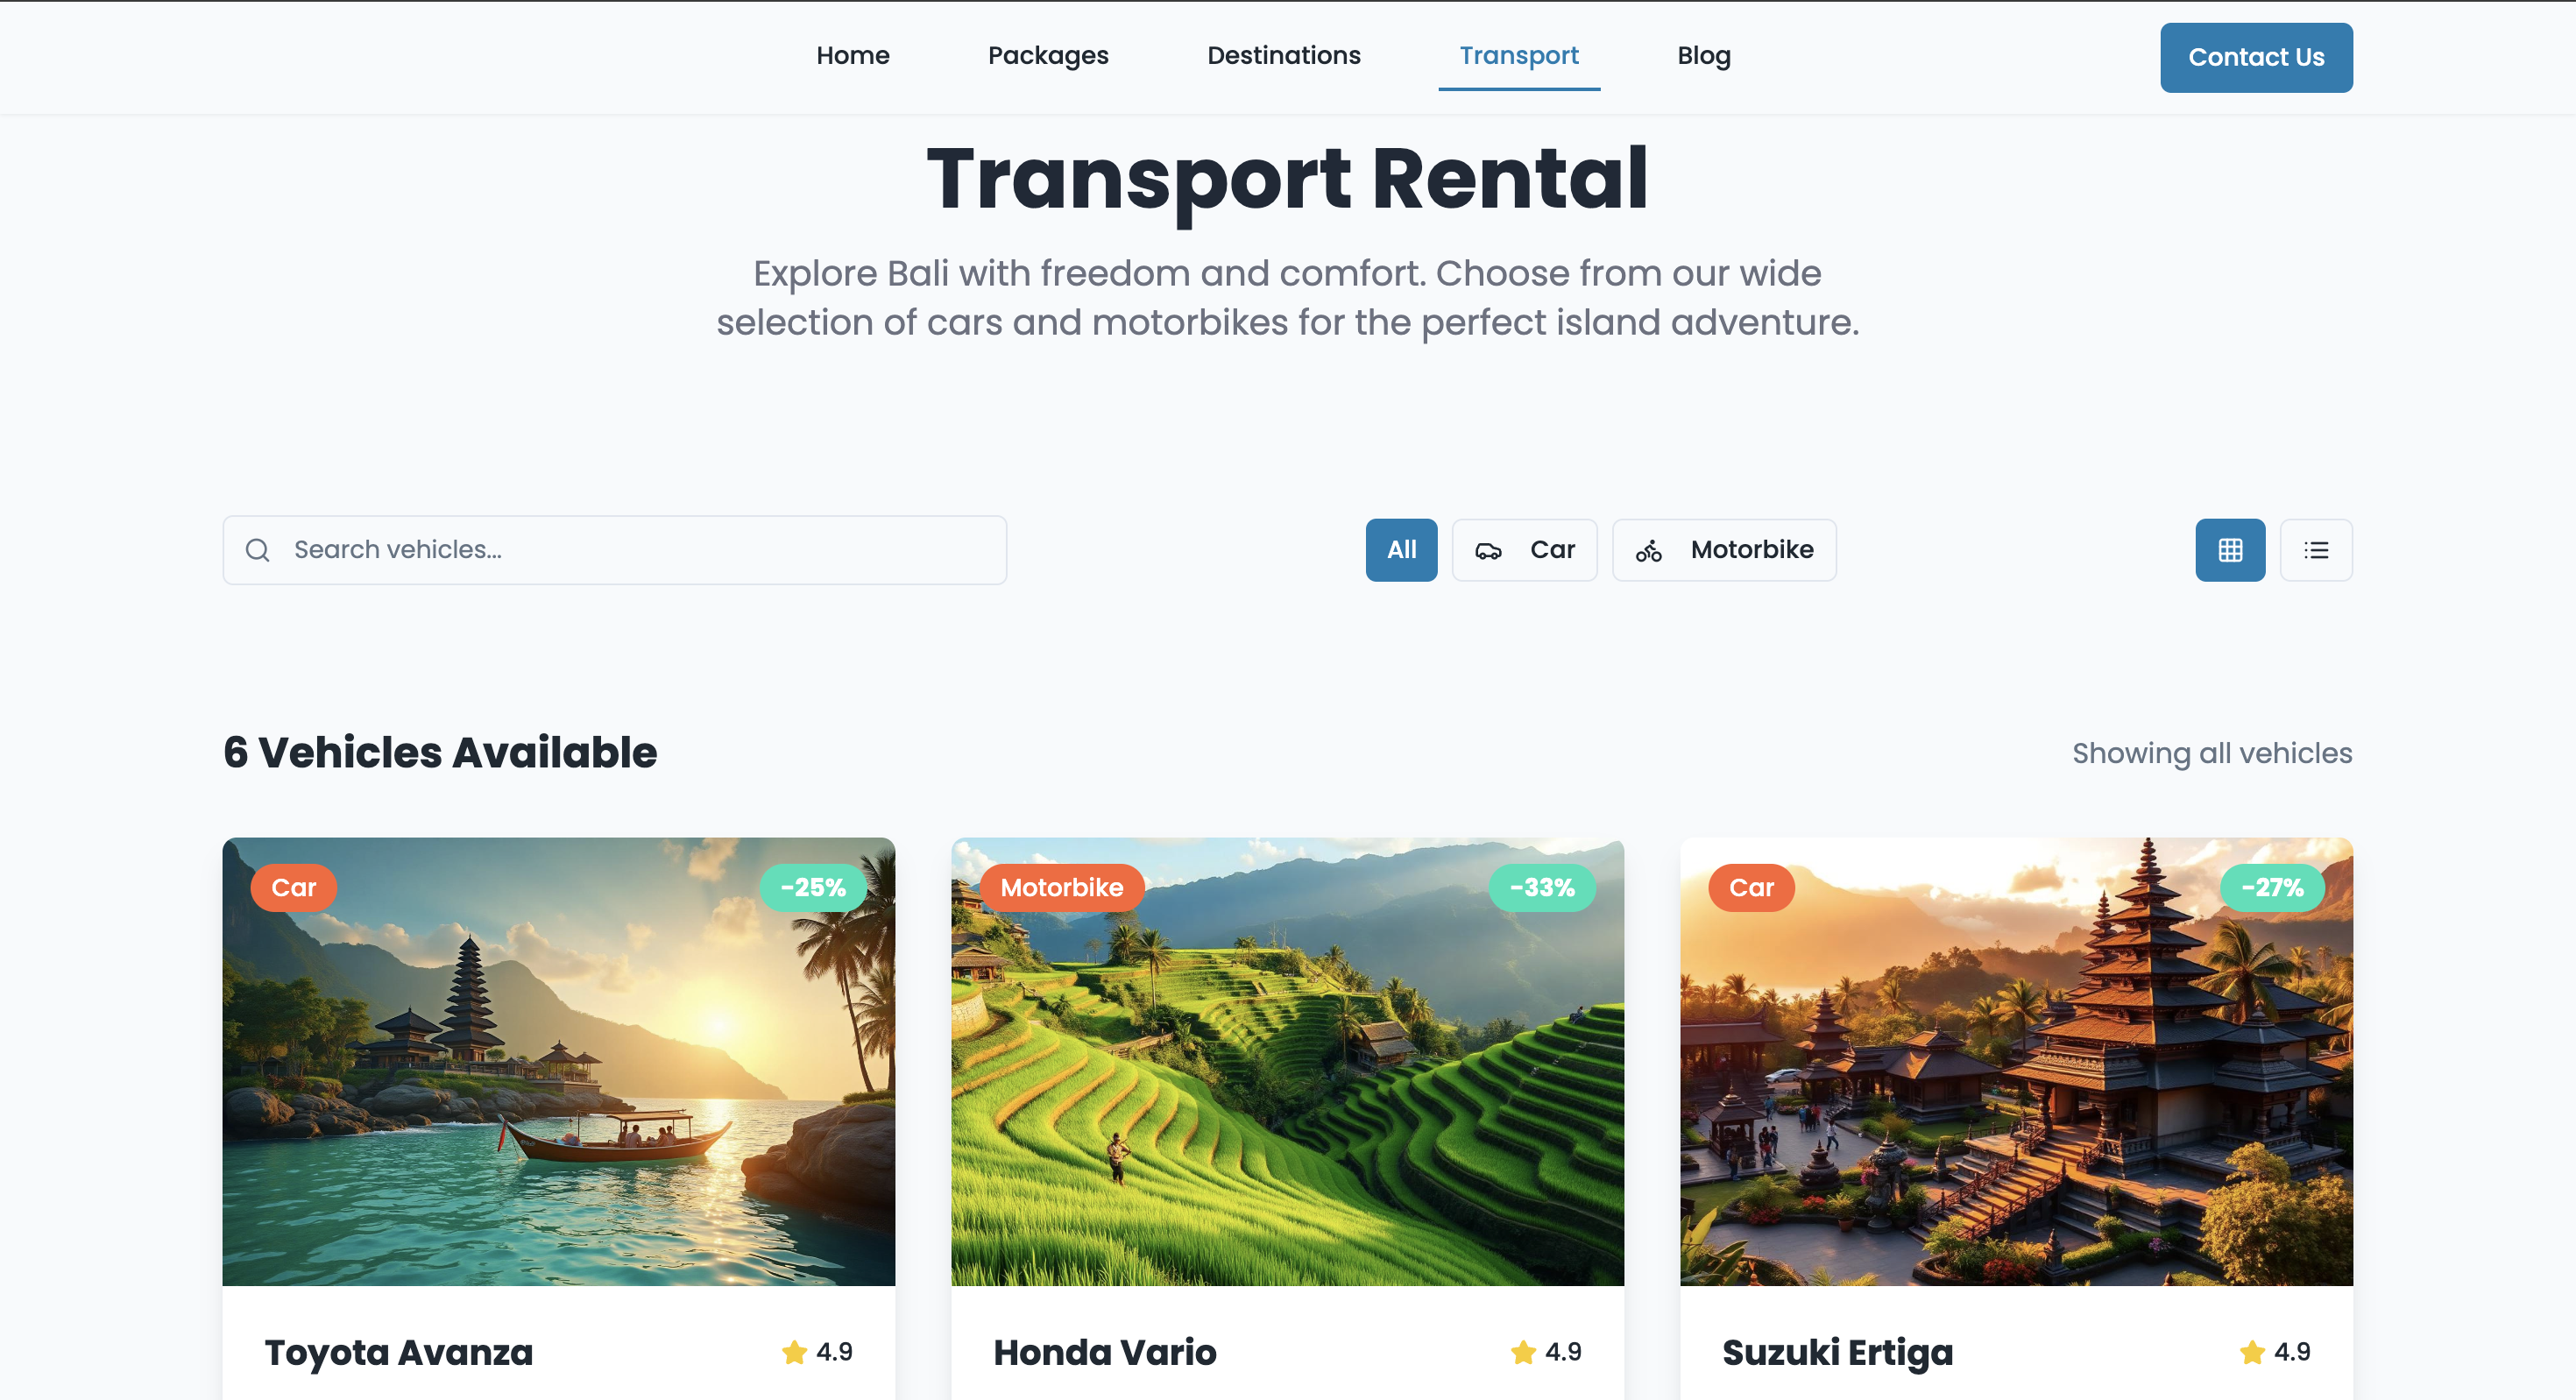 Home
Packages
Destinations
Transport
Blog
Contact Us
Transport Rental
Explore Bali with freedom and comfort. Choose from our wide
selection of cars and motorbikes for the perfect island adventure.
Search vehicles...
All
Car
Motorbike
6 Vehicles Available
Showing all vehicles
Car
-25%
Motorbike
-33%
Car
-27%
Toyota Avanza
4.9
Honda Vario
4.9
Suzuki Ertiga
4.9